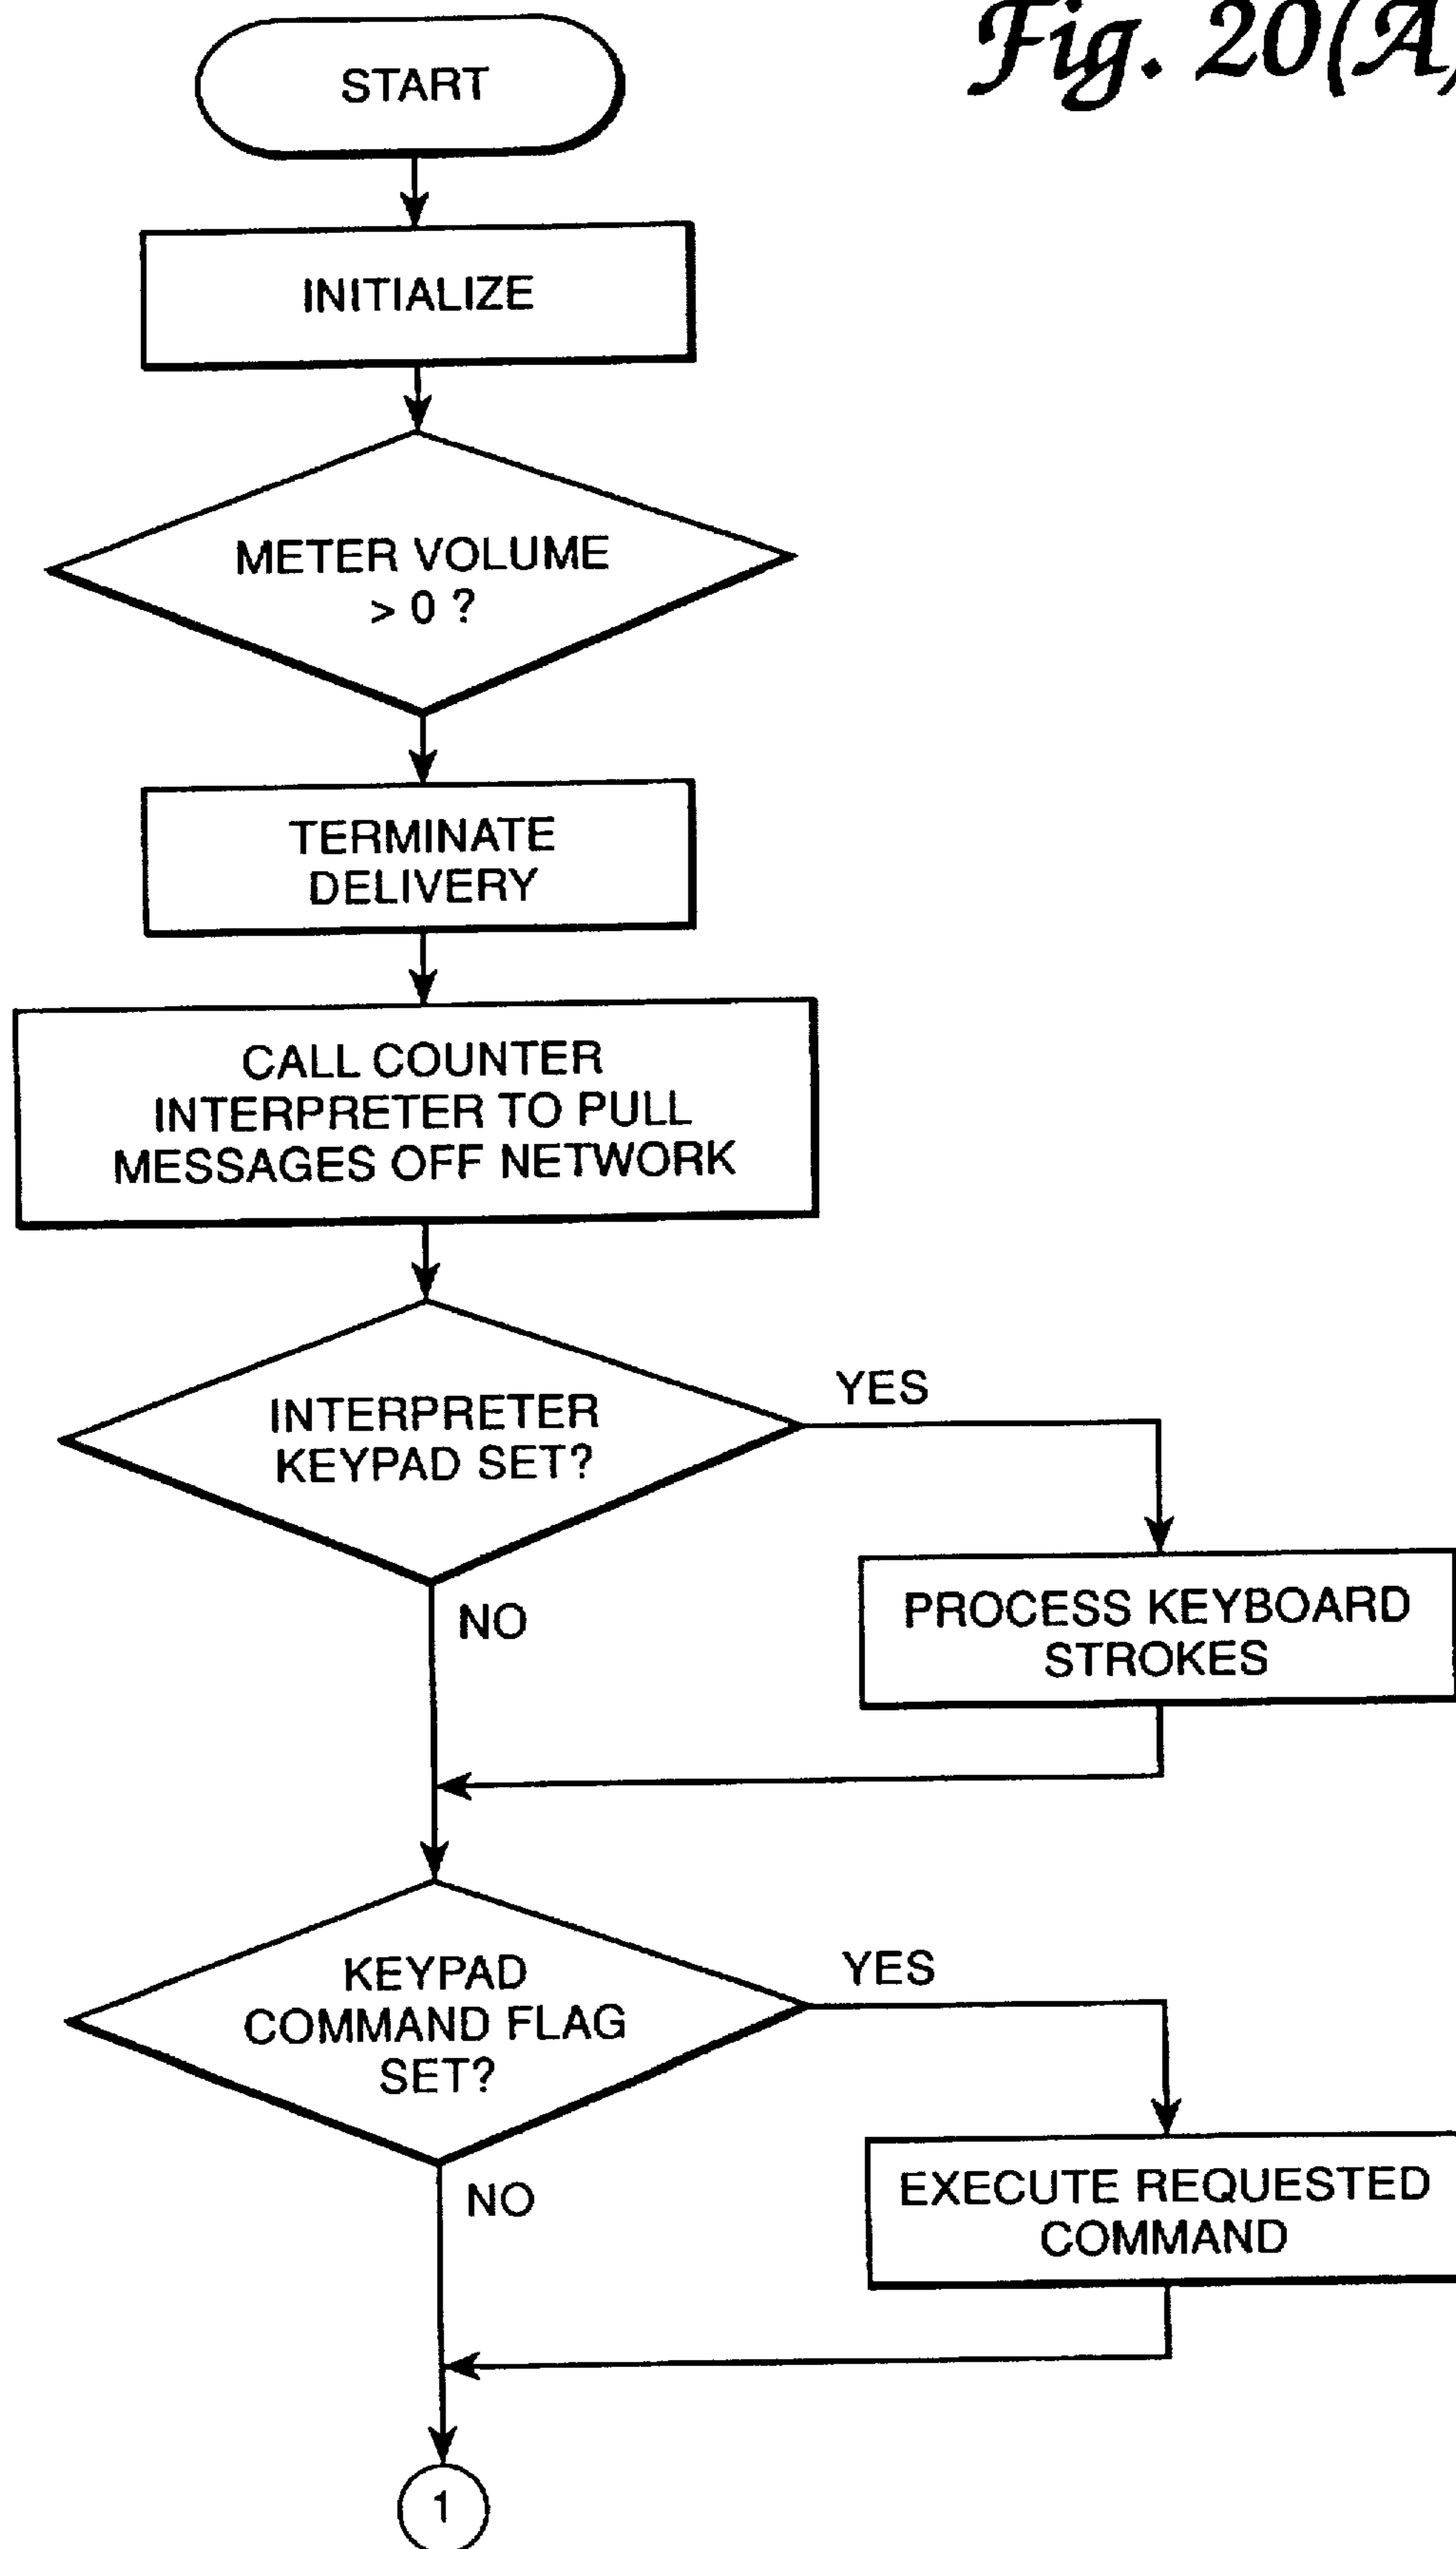 Fig. 20(A)
START
INITIALIZE
METER VOLUME
> 0 ?
TERMINATE
DELIVERY
CALL COUNTER
INTERPRETER TO PULL
MESSAGES OFF NETWORK
INTERPRETER
KEYPAD SET?
YES
NO
PROCESS KEYBOARD
STROKES
KEYPAD
COMMAND FLAG
SET?
YES
NO
EXECUTE REQUESTED
COMMAND
1